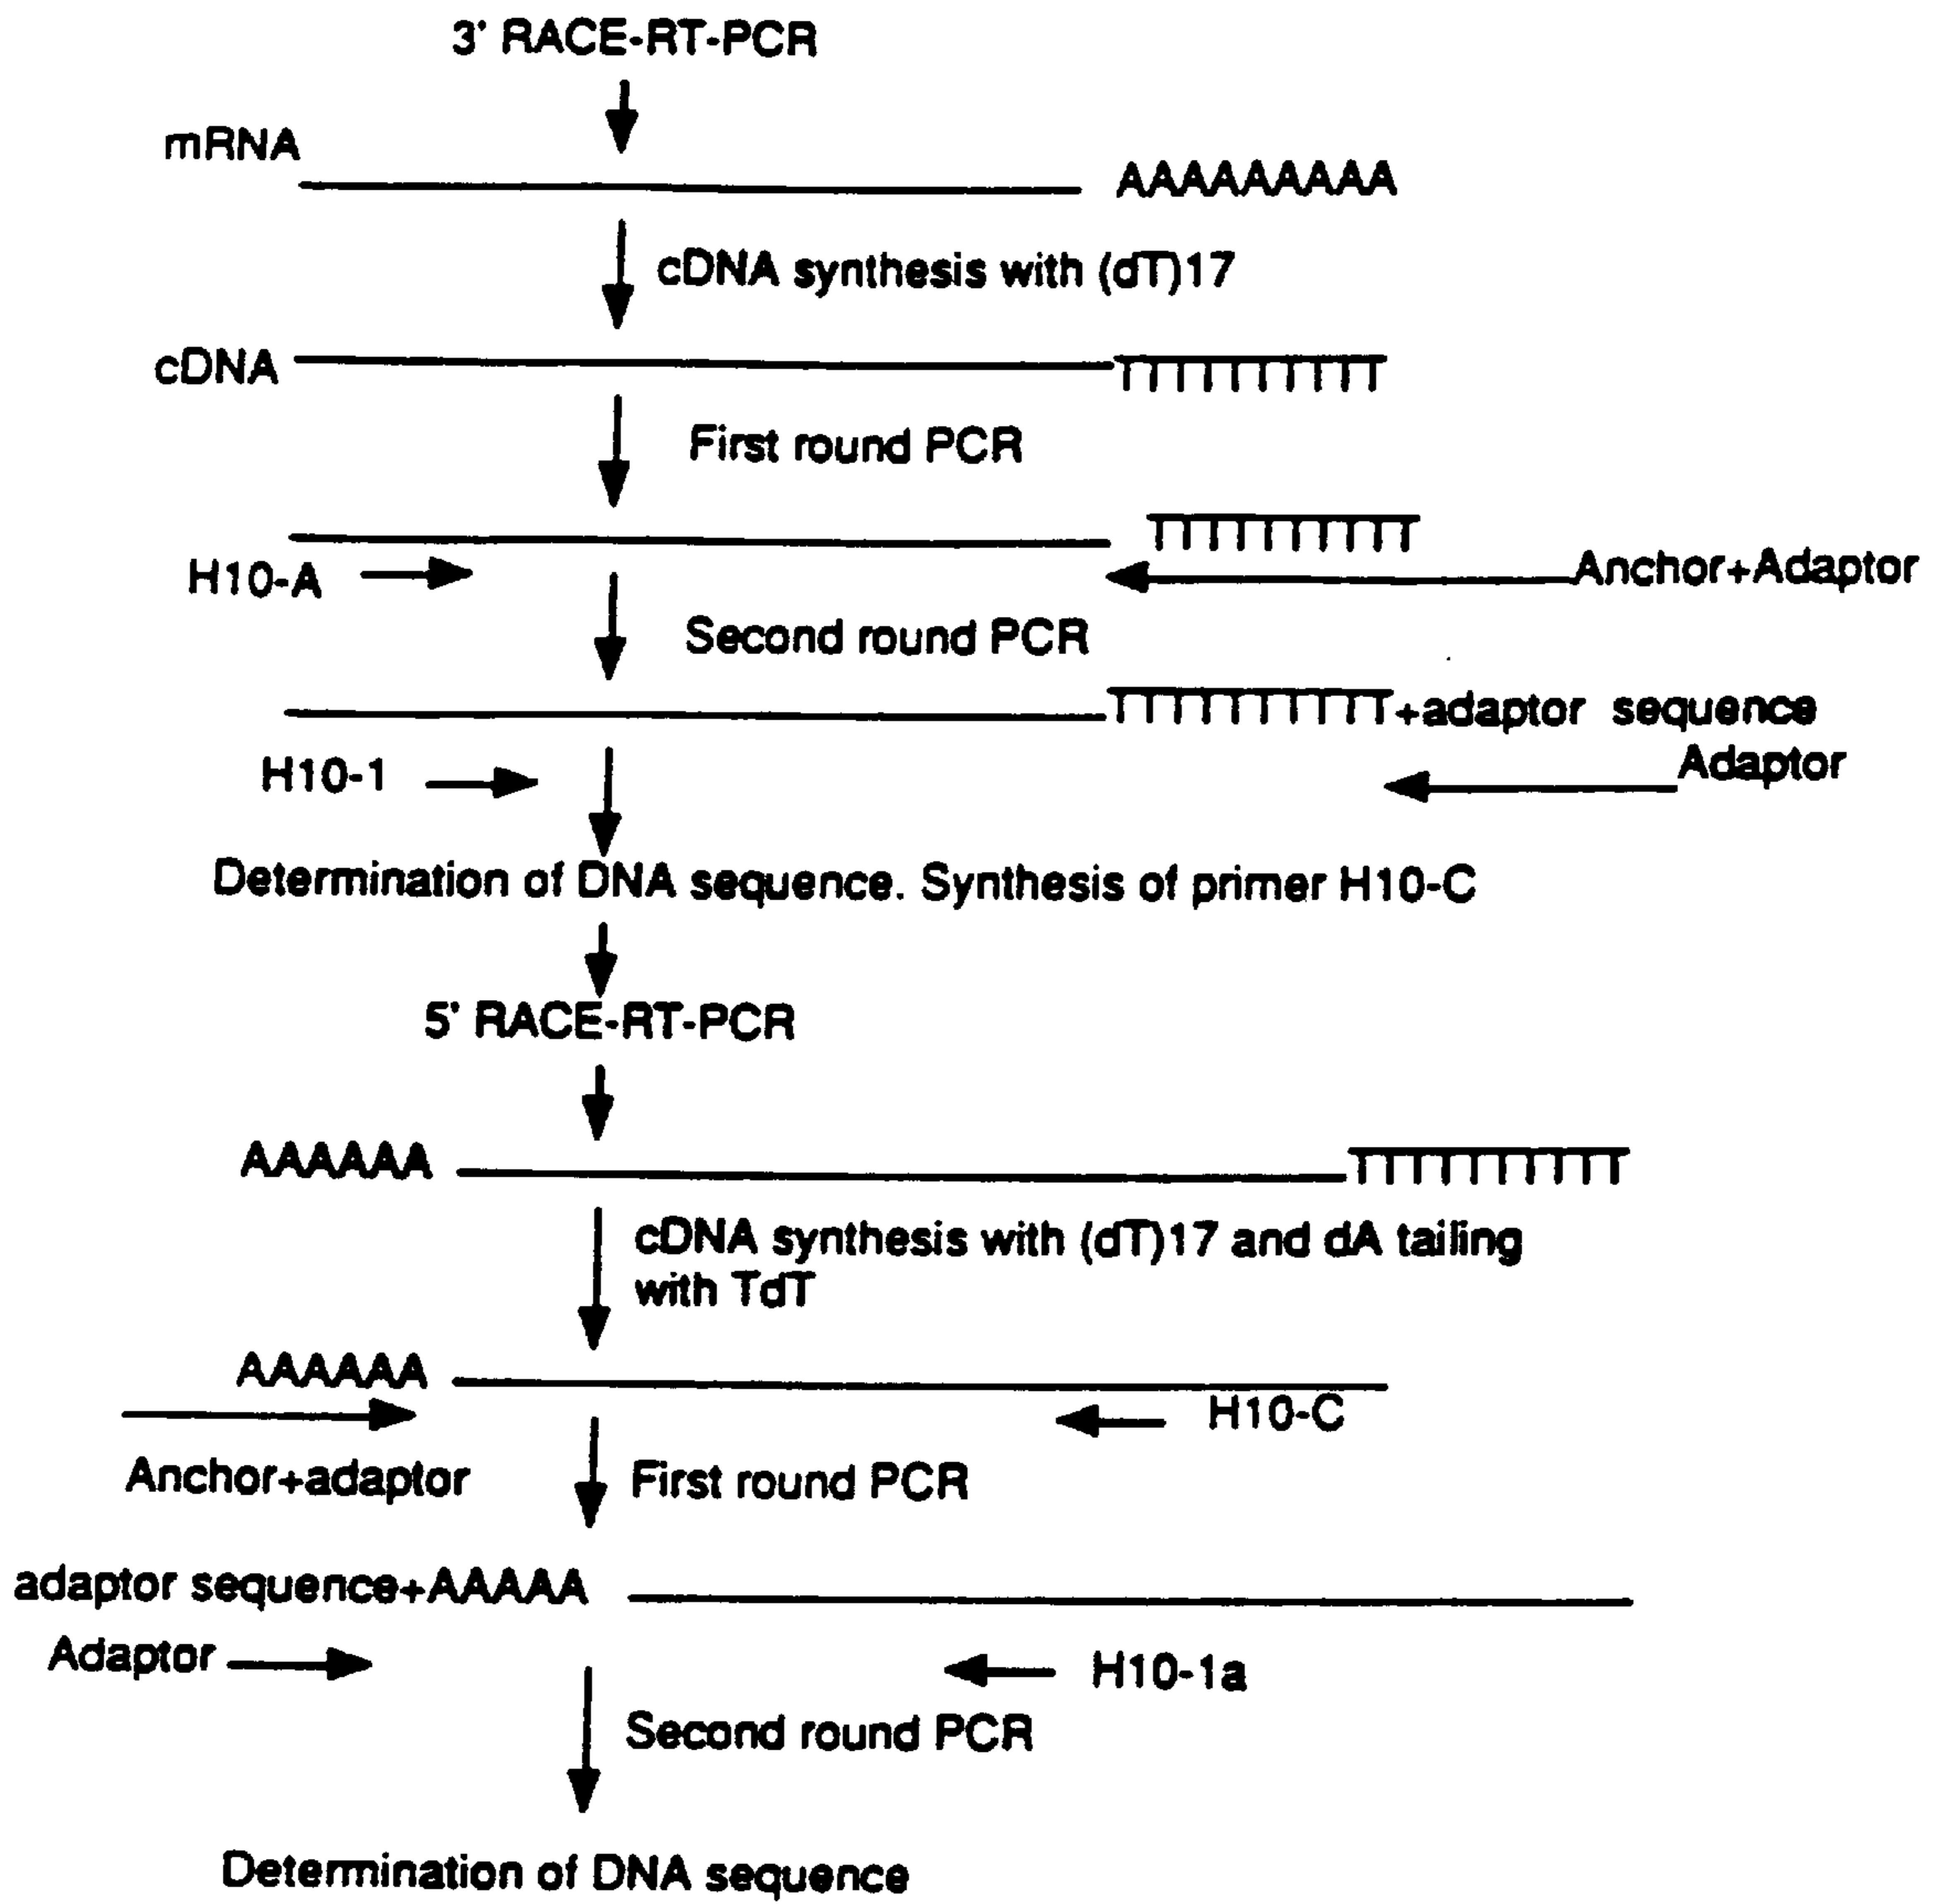 3' RACE-RT-PCR
mRNA
AAAAAAAAA
cDNA synthesis with (dT)17
cDNA
TTTTTTTTTT
First round PCR
TTTTTTTTTT
H10-A
Anchor+Adaptor
Second round PCR
TTTTTTTTTTT+adaptor sequence
H10-1
Adaptor
Determination of DNA sequence. Synthesis of primer H10-C
5' RACE-RT-PCR
AAAAAA
TTTTTTTTTT
cDNA synthesis with (dT)17 and dA tailing
with TdT
AAAAAA
H10-C
Anchor+adaptor
First round PCR
adaptor sequence+AAAAA
Adaptor
H10-1a
Second round PCR
Determination of DNA sequence